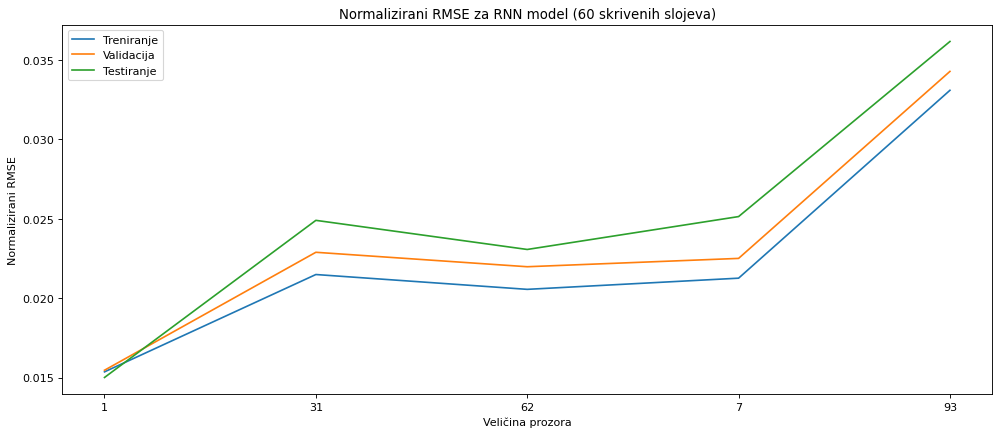 Normalizirani RMSE za RNN model (60 skrivenih slojeva)
Treniranje
Validacija
Testiranje
0.035
0.030
0.025
0.020
0.015
Normalizirani RMSE
1 31 62 7 93
Veličina prozora